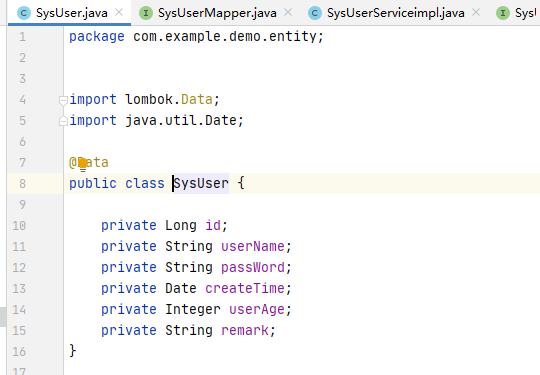 SysUser.java SysUserMapper.java SysUserServiceimpl.java SysU
1 package com.example.demo.entity;
2
3
4 import lombok.Data;
5 import java.util.Date;
6
7 @Data
8 public class SysUser {
9
10 private Long id;
11 private String userName;
12 private String passWord;
13 private Date createTime;
14 private Integer userAge;
15 private String remark;
16 }
17